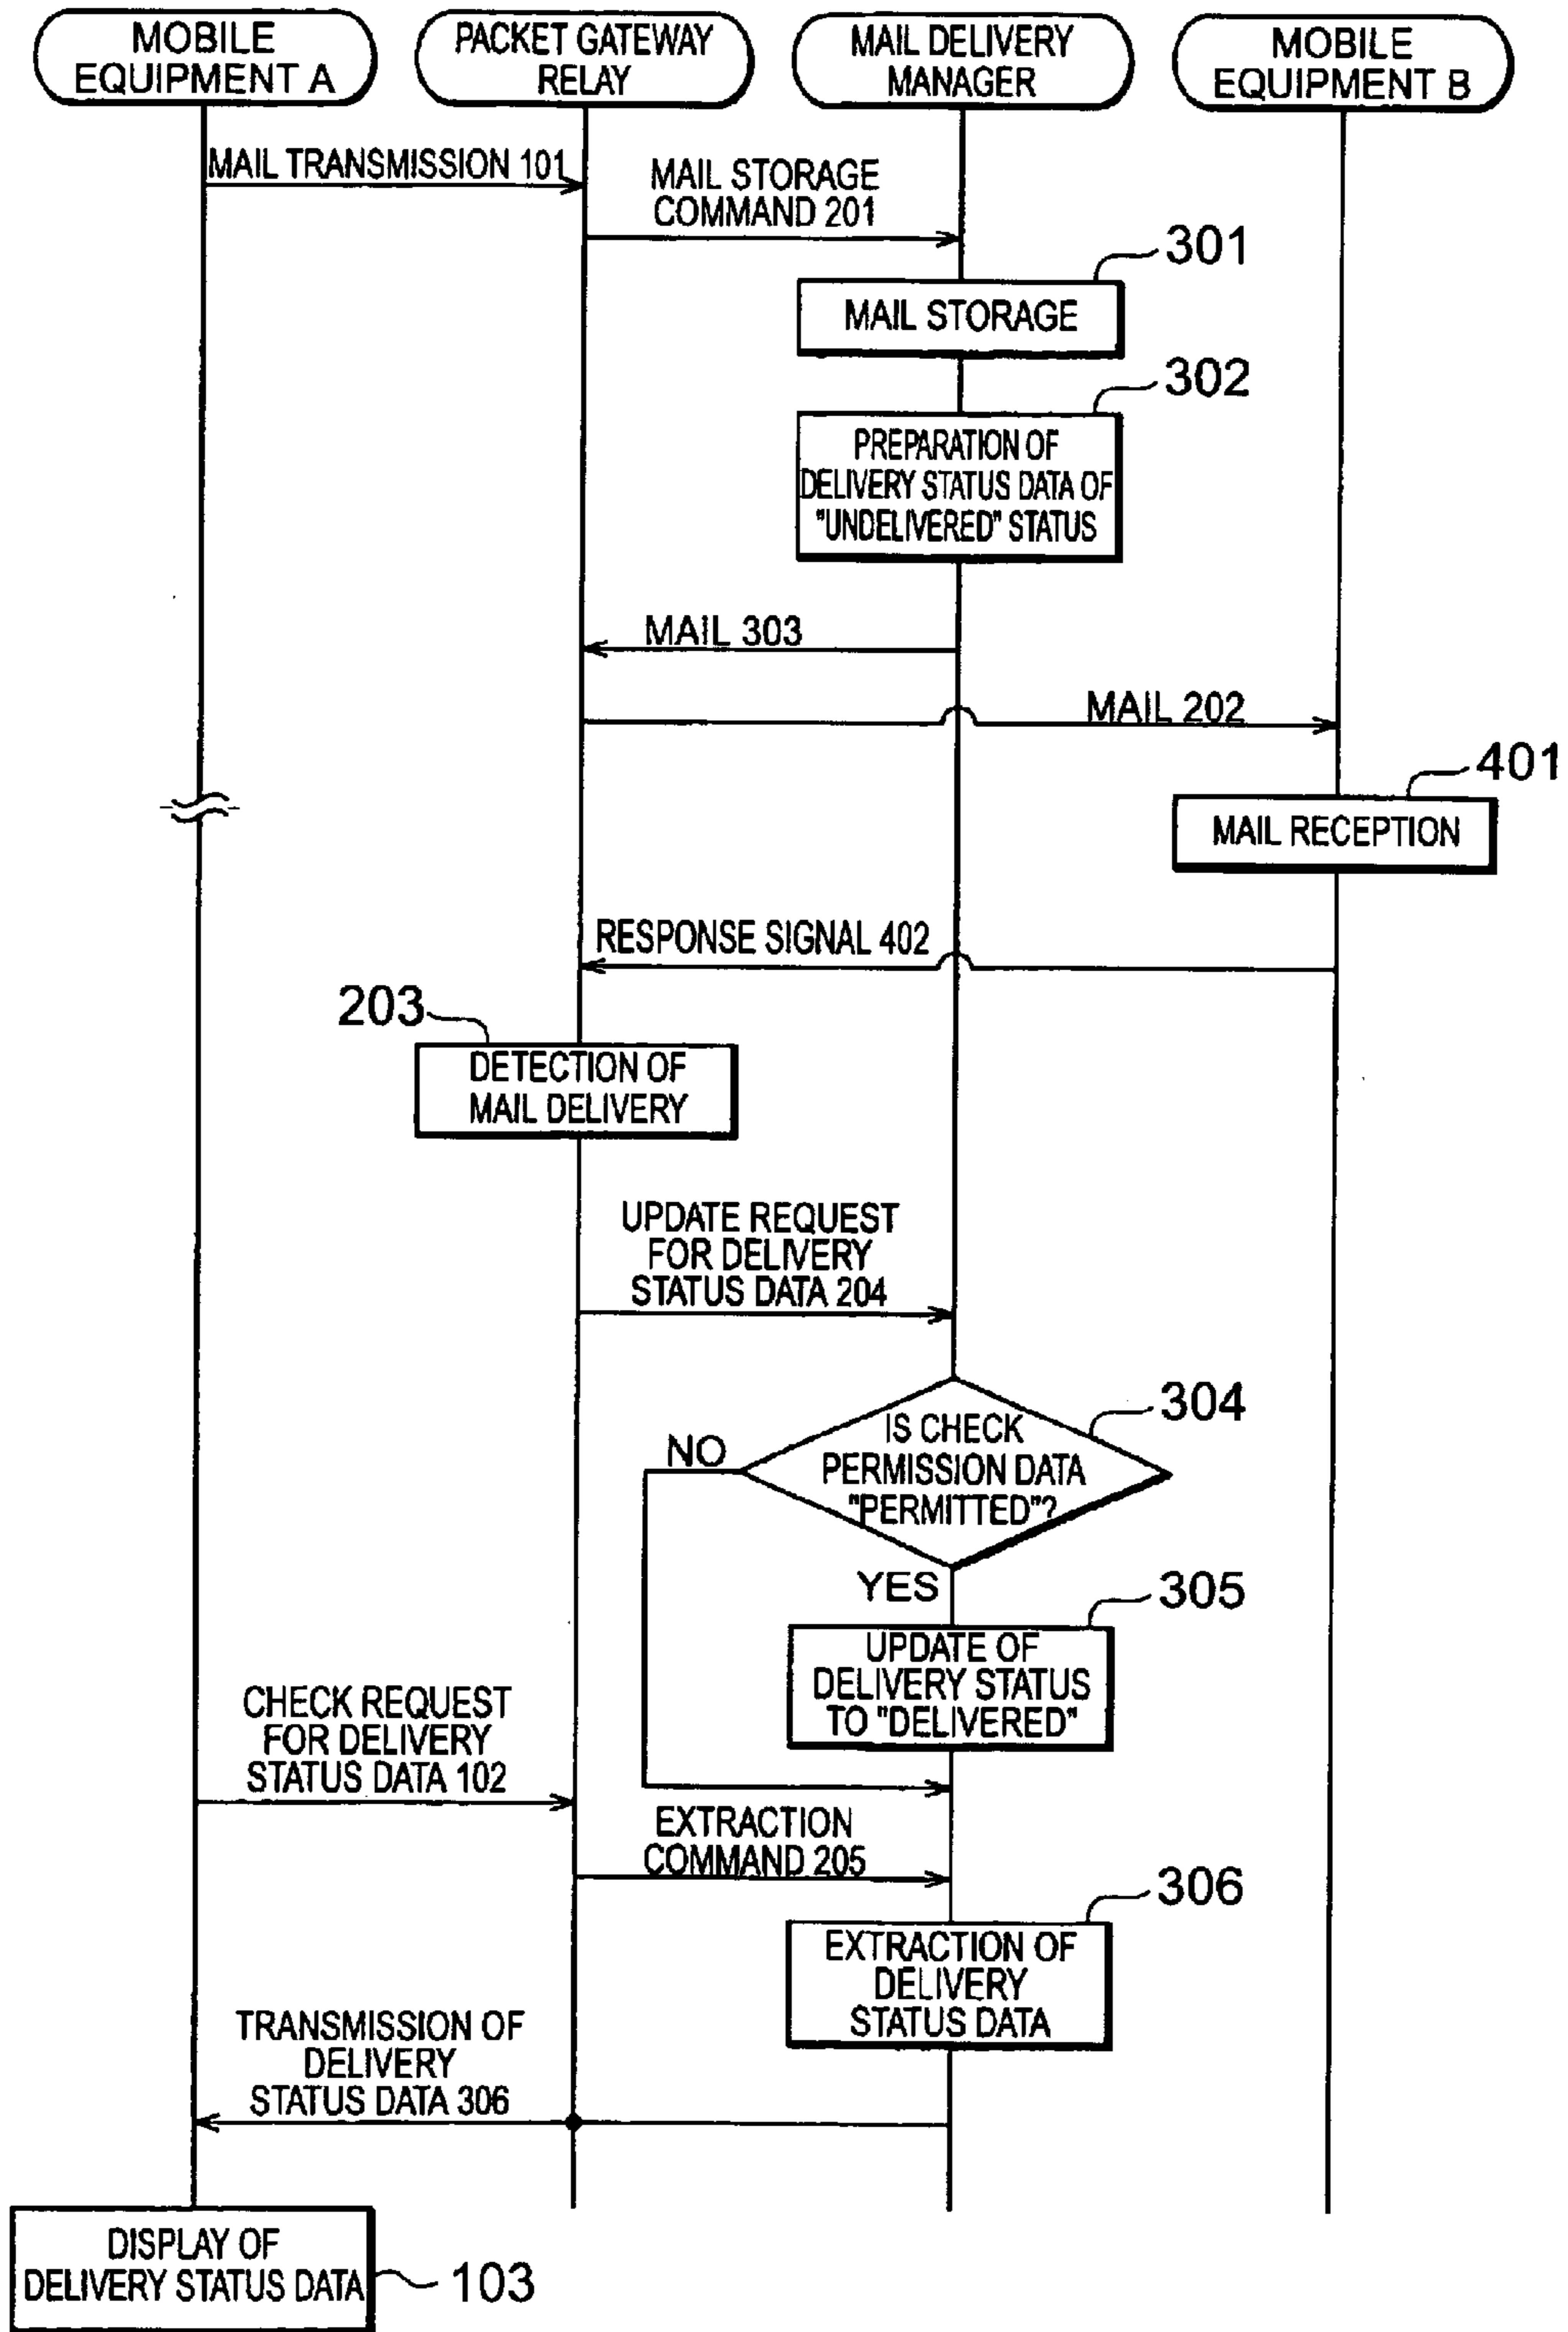 MOBILE
EQUIPMENT A
PACKET GATEWAY
RELAY
MAIL DELIVERY
MANAGER
MOBILE
EQUIPMENT B
MAIL TRANSMISSION 101
MAIL STORAGE
COMMAND 201
301
MAIL STORAGE
302
PREPARATION OF
DELIVERY STATUS DATA OF
"UNDELIVERED" STATUS
MAIL 303
MAIL 202
401
MAIL RECEPTION
RESPONSE SIGNAL 402
203
DETECTION OF
MAIL DELIVERY
UPDATE REQUEST
FOR DELIVERY
STATUS DATA 204
304
IS CHECK
PERMISSION DATA
"PERMITTED"?
NO
YES
305
UPDATE OF
DELIVERY STATUS
TO "DELIVERED"
CHECK REQUEST
FOR DELIVERY
STATUS DATA 102
EXTRACTION
COMMAND 205
306
EXTRACTION OF
DELIVERY
STATUS DATA
TRANSMISSION OF
DELIVERY
STATUS DATA 306
DISPLAY OF
DELIVERY STATUS DATA
103